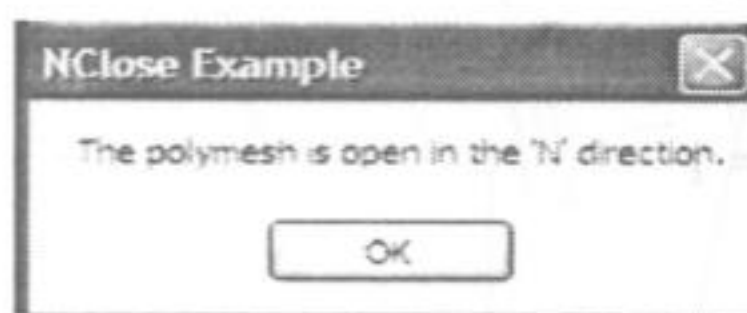 NClose Example
The polymesh is open in the 'N' direction.
OK